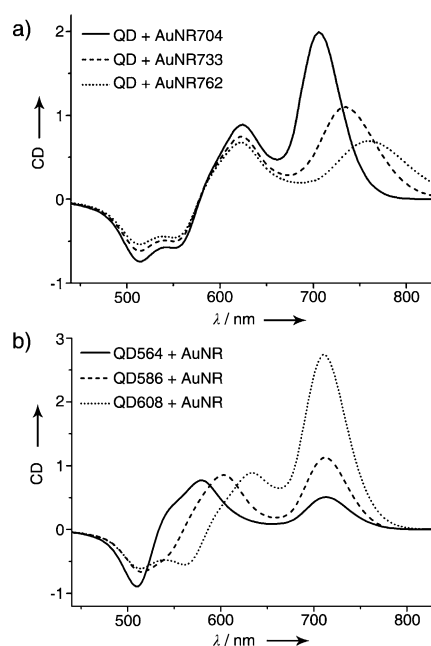 a)
QD + AuNR704
QD + AuNR733
QD + AuNR762
2
1
0
-1
CD
500 600 700 800
λ / nm
b)
QD564 + AuNR
QD586 + AuNR
QD608 + AuNR
3
2
1
0
-1
CD
500 600 700 800
λ / nm